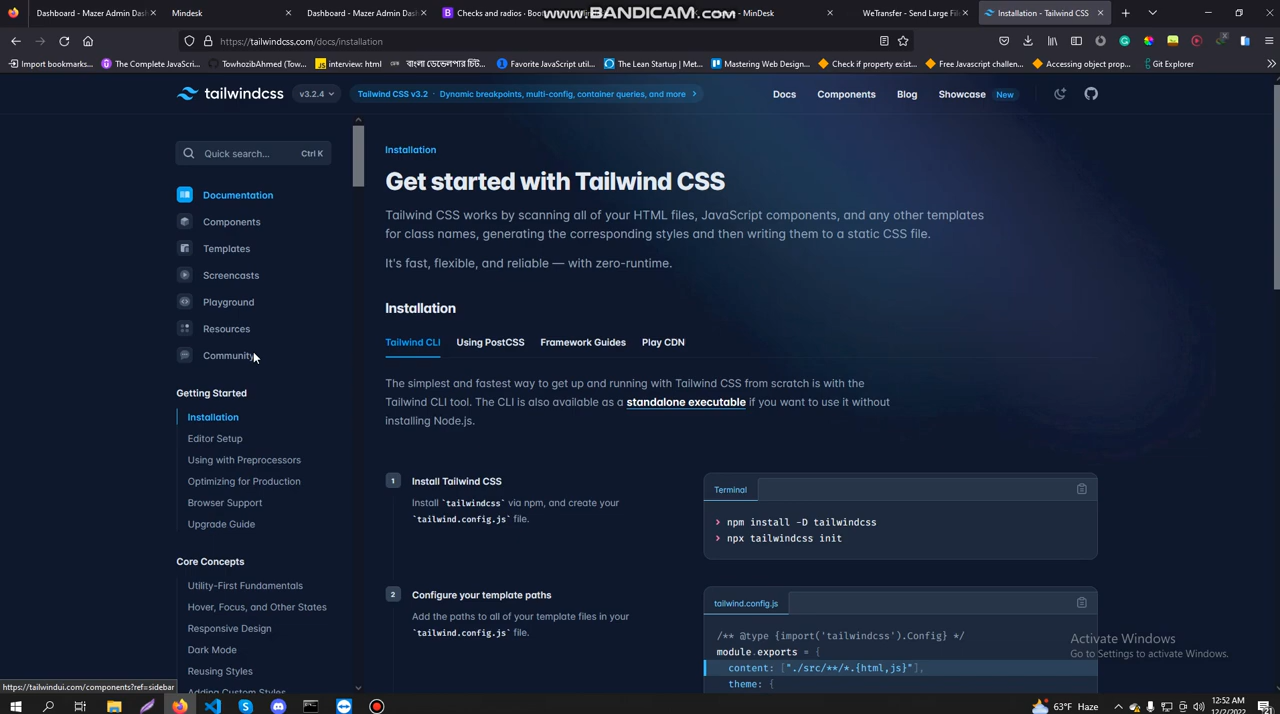 Dashboard - Mazer Admin Das
Mindesk
Dashboard - Mazer Admin Das
Checks and radios · Boo
www.BANDICAM.com
- MinDesk
WeTransfer - Send Large Fil
Installation - Tailwind CSS
https://tailwindcss.com/docs/installation
Import bookmarks...
The Complete JavaSc...
TowhozibAhmed (Tow...
interview: html
বাংলা ডেভেলপার চিট...
Favorite JavaScript util...
The Lean Startup | Met...
Mastering Web Design...
Check if property exist...
Free Javascript challen...
Accessing object prop...
Git Explorer
tailwindcss
v3.2.4
Tailwind CSS v3.2 · Dynamic breakpoints, multi-config, container queries, and more
Docs
Components
Blog
Showcase
New
Quick search...
Ctrl K
Documentation
Components
Templates
Screencasts
Playground
Resources
Community
Getting Started
Installation
Editor Setup
Using with Preprocessors
Optimizing for Production
Browser Support
Upgrade Guide
Core Concepts
Utility-First Fundamentals
Hover, Focus, and Other States
Responsive Design
Dark Mode
Reusing Styles
Adding Custom Styles
Installation
Get started with Tailwind CSS
Tailwind CSS works by scanning all of your HTML files, JavaScript components, and any other templates
for class names, generating the corresponding styles and then writing them to a static CSS file.
It's fast, flexible, and reliable — with zero-runtime.
Installation
Tailwind CLI
Using PostCSS
Framework Guides
Play CDN
The simplest and fastest way to get up and running with Tailwind CSS from scratch is with the
Tailwind CLI tool. The CLI is also available as a standalone executable if you want to use it without
installing Node.js.
1
Install Tailwind CSS
Install `tailwindcss` via npm, and create your
`tailwind.config.js` file.
Terminal
> npm install -D tailwindcss
> npx tailwindcss init
2
Configure your template paths
Add the paths to all of your template files in your
`tailwind.config.js` file.
tailwind.config.js
/** @type {import('tailwindcss').Config} */
module.exports = {
content: ["./src/**/*.{html,js}"],
theme: {
Activate Windows
Go to Settings to activate Windows.
https://tailwindui.com/components?ref=sidebar
63°F Haze
12:52 AM
12/2/2022